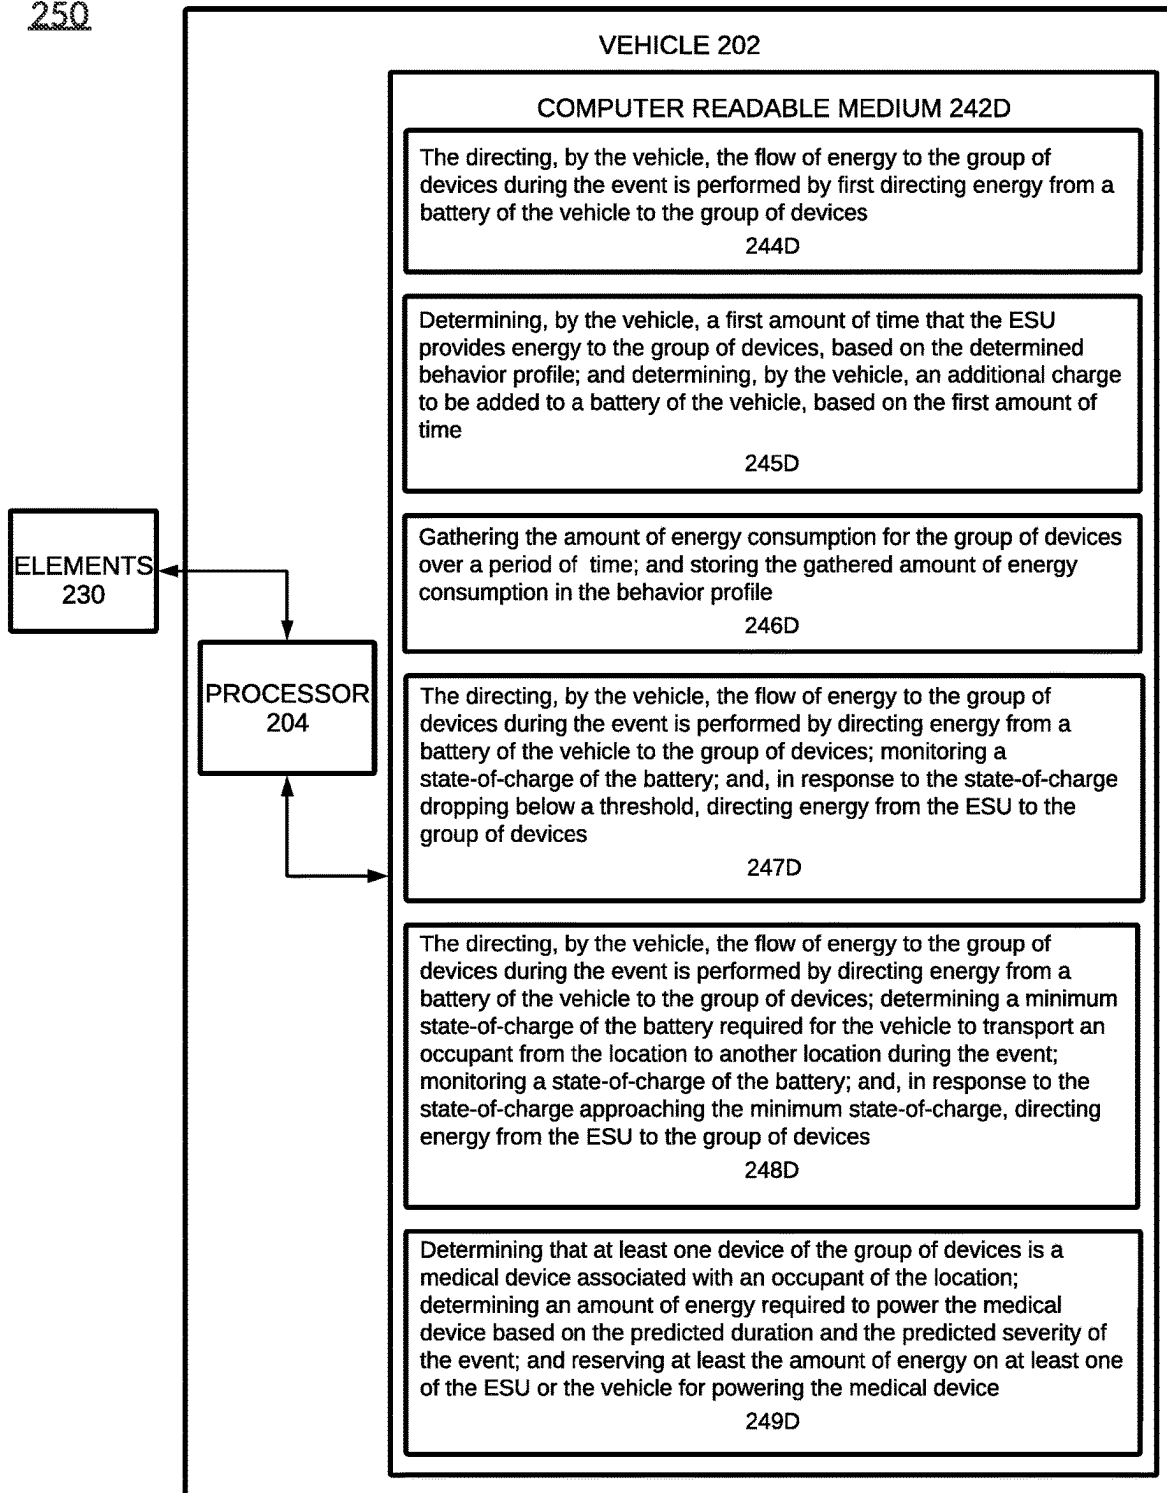 250
VEHICLE 202
COMPUTER READABLE MEDIUM 242D
The directing, by the vehicle, the flow of energy to the group of
devices during the event is performed by first directing energy from a
battery of the vehicle to the group of devices
244D
Determining, by the vehicle, a first amount of time that the ESU
provides energy to the group of devices, based on the determined
behavior profile; and determining, by the vehicle, an additional charge
to be added to a battery of the vehicle, based on the first amount of
time
245D
Gathering the amount of energy consumption for the group of devices
over a period of time; and storing the gathered amount of energy
consumption in the behavior profile
246D
ELEMENTS
230
PROCESSOR
204
The directing, by the vehicle, the flow of energy to the group of
devices during the event is performed by directing energy from a
battery of the vehicle to the group of devices; monitoring a
state-of-charge of the battery; and, in response to the state-of-charge
dropping below a threshold, directing energy from the ESU to the
group of devices
247D
The directing, by the vehicle, the flow of energy to the group of
devices during the event is performed by directing energy from a
battery of the vehicle to the group of devices; determining a minimum
state-of-charge of the battery required for the vehicle to transport an
occupant from the location to another location during the event;
monitoring a state-of-charge of the battery; and, in response to the
state-of-charge approaching the minimum state-of-charge, directing
energy from the ESU to the group of devices
248D
Determining that at least one device of the group of devices is a
medical device associated with an occupant of the location;
determining an amount of energy required to power the medical
device based on the predicted duration and the predicted severity of
the event; and reserving at least the amount of energy on at least one
of the ESU or the vehicle for powering the medical device
249D